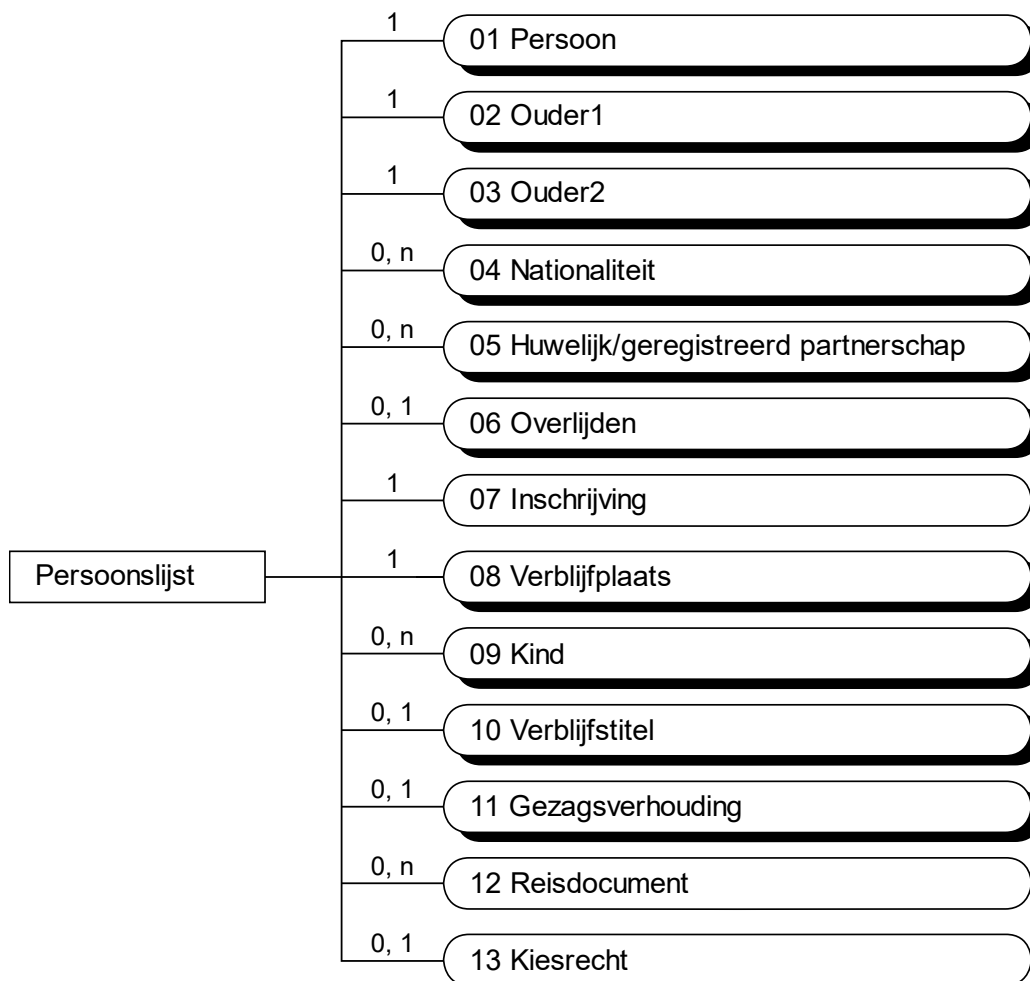 1
01 Persoon
1
02 Ouder1
1
03 Ouder2
0, n
04 Nationaliteit
0, n
05 Huwelijk/geregistreerd partnerschap
0, 1
06 Overlijden
1
07 Inschrijving
Persoonslijst
1
08 Verblijfplaats
0, n
09 Kind
0, 1
10 Verblijfstitel
0, 1
11 Gezagsverhouding
0, n
12 Reisdocument
0, 1
13 Kiesrecht